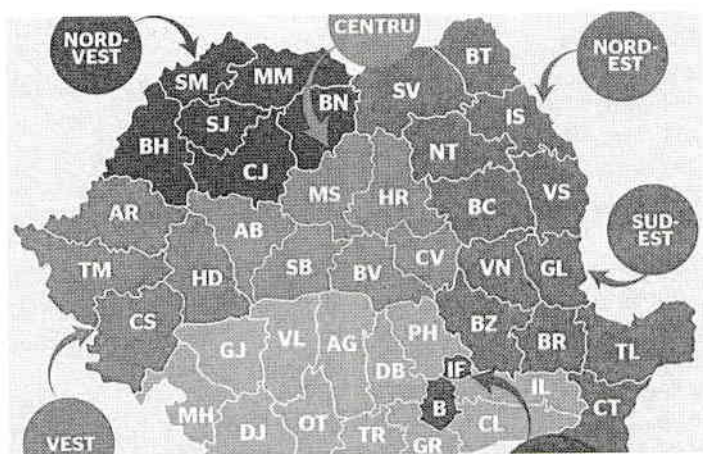 NORD-
VEST
CENTRU
NORD-
EST
BT
SM
MM
BN
SV
IS
SJ
BH
CJ
NT
MS
HR
BC
VS
AR
AB
SUD-
EST
TM
HD
SB
BV
CV
VN
GL
CS
GJ
VL
AG
PH
BZ
BR
TL
DB
IF
IL
B
MH
CT
DJ
OT
TR
CL
GR
VEST